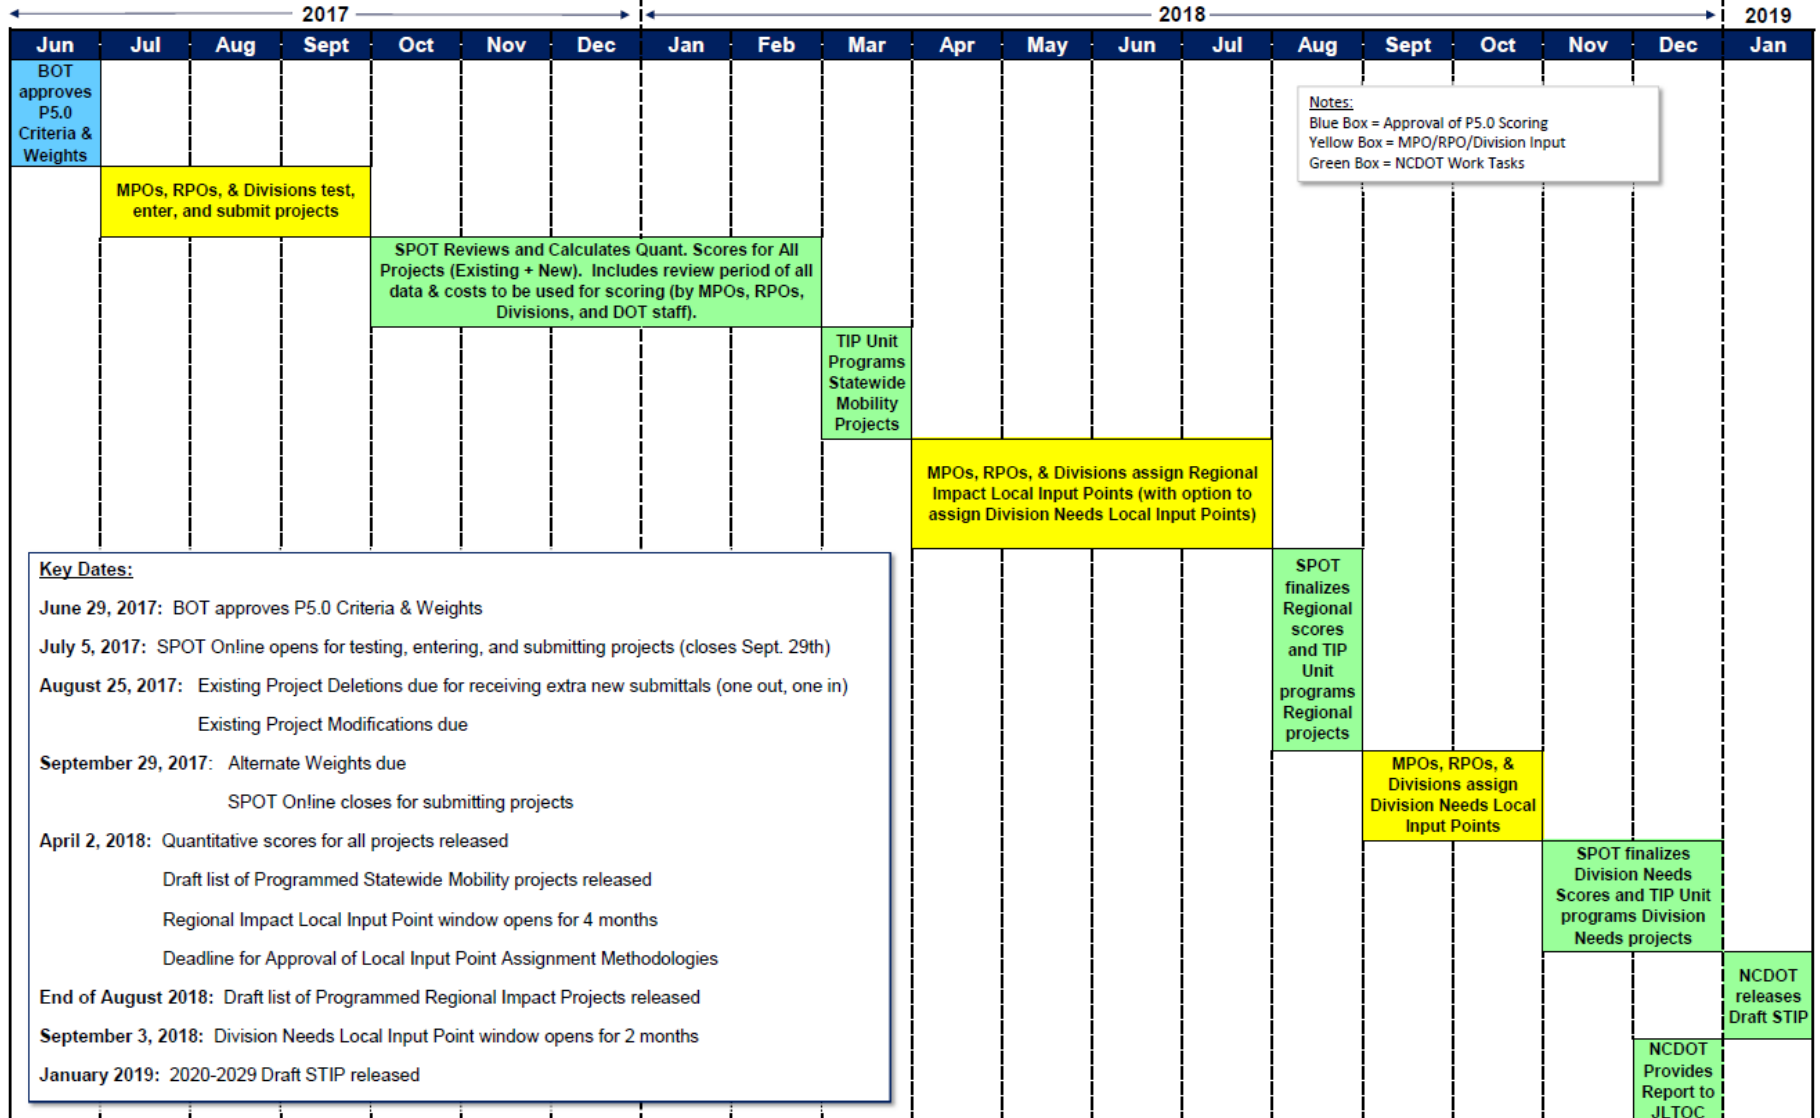 2017
2018
2019
Jun Jul Aug Sept Oct Nov Dec Jan Feb Mar Apr May Jun Jul Aug Sept Oct Nov Dec Jan
BOT
approves
P5.0
Criteria &
Weights
Notes:
Blue Box = Approval of P5.0 Scoring
Yellow Box = MPO/RPO/Division Input
Green Box = NCDOT Work Tasks
MPOs, RPOs, & Divisions test,
enter, and submit projects
SPOT Reviews and Calculates Quant. Scores for All
Projects (Existing + New). Includes review period of all
data & costs to be used for scoring (by MPOs, RPOs,
Divisions, and DOT staff).
TIP Unit
Programs
Statewide
Mobility
Projects
MPOs, RPOs, & Divisions assign Regional
Impact Local Input Points (with option to
assign Division Needs Local Input Points)
SPOT
finalizes
Regional
scores
and TIP
Unit
programs
Regional
projects
MPOs, RPOs, &
Divisions assign
Division Needs Local
Input Points
SPOT finalizes
Division Needs
Scores and TIP Unit
programs Division
Needs projects
NCDOT
releases
Draft STIP
NCDOT
Provides
Report to
JLTOC
Key Dates:
June 29, 2017: BOT approves P5.0 Criteria & Weights
July 5, 2017: SPOT On!ine opens for testing, entering, and submitting projects (closes Sept. 29th)
August 25, 2017: Existing Project Deletions due for receiving extra new submittals (one out, one in)
Existing Project Modifications due
September 29, 2017: Alternate Weights due
SPOT On!ine closes for submitting projects
April 2, 2018: Quantitative scores for all projects released
Draft list of Programmed Statewide Mobility projects released
Regional Impact Local Input Point window opens for 4 months
Deadline for Approval of Local Input Point Assignment Methodologies
End of August 2018: Draft list of Programmed Regional Impact Projects released
September 3, 2018: Division Needs Local Input Point window opens for 2 months
January 2019: 2020-2029 Draft STIP released